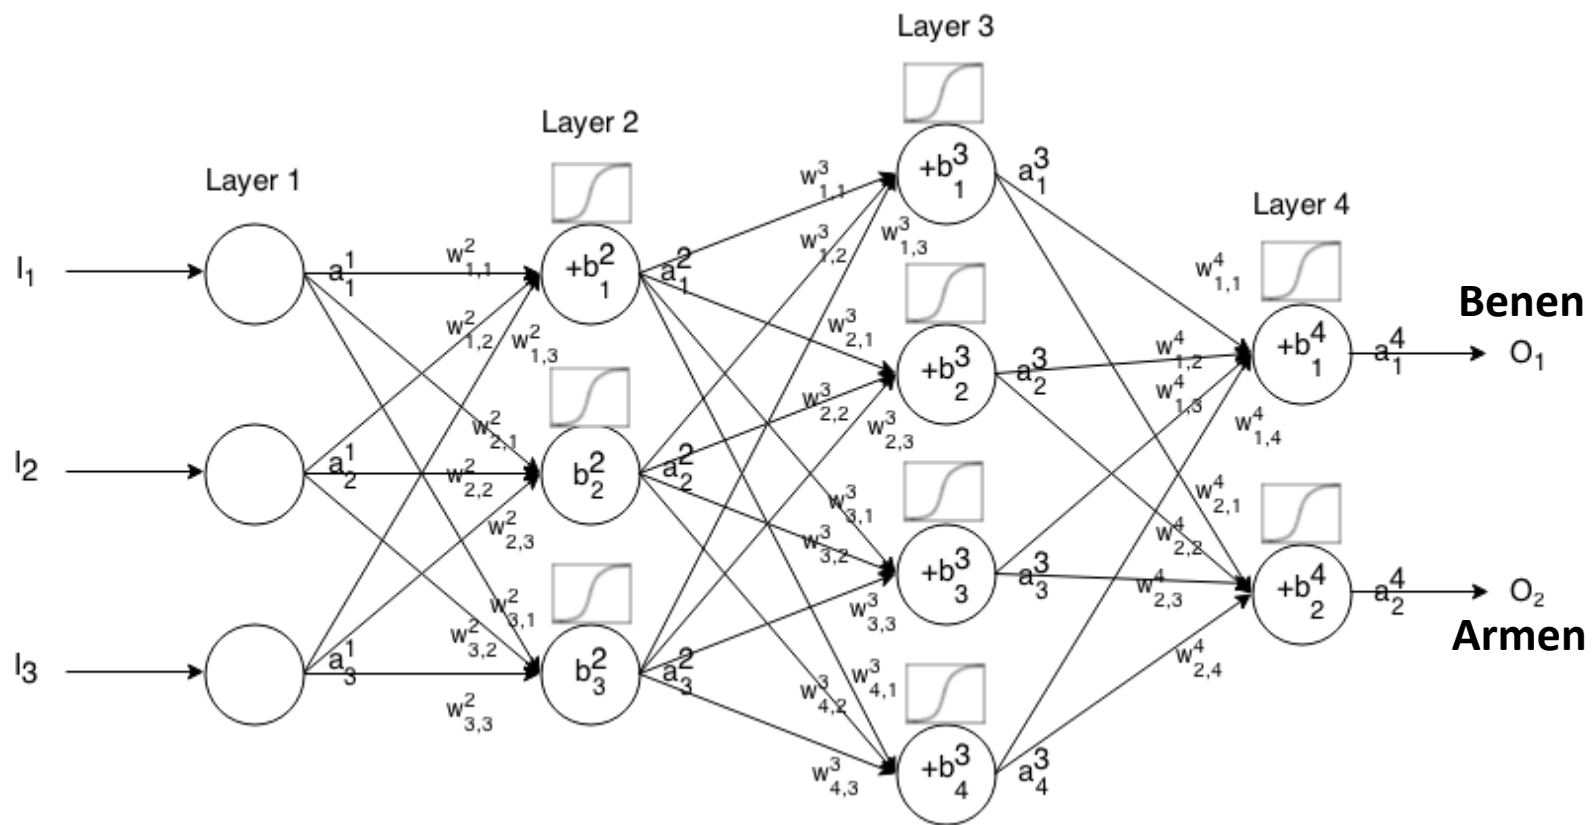 Layer 3
Layer 2
Layer 1
Layer 4
I₁
a¹₁
w²₁,₁
w²₁,₂
w²₁,₃
+b²₁
a²₁
w³₁,₁
w³₁,₂
w³₁,₃
+b³₁
a³₁
w⁴₁,₁
Benen
w³₂,₁
w⁴₁,₂
+b⁴₁
a⁴₁
O₁
+b³₂
a³₂
w⁴₁,₃
w⁴₁,₄
w³₂,₂
w³₂,₃
I₂
a¹₂
w²₂,₁
w²₂,₂
w²₂,₃
b²₂
a²₂
w³₃,₁
w³₃,₂
w⁴₂,₁
w⁴₂,₂
+b³₃
a³₃
w⁴₂,₃
+b⁴₂
a⁴₂
O₂
Armen
w³₃,₃
w²₃,₁
w²₃,₂
w⁴₂,₄
I₃
a¹₃
w²₃,₃
b²₃
a²₃
w³₄,₁
w³₄,₂
w³₄,₃
+b³₄
a³₄